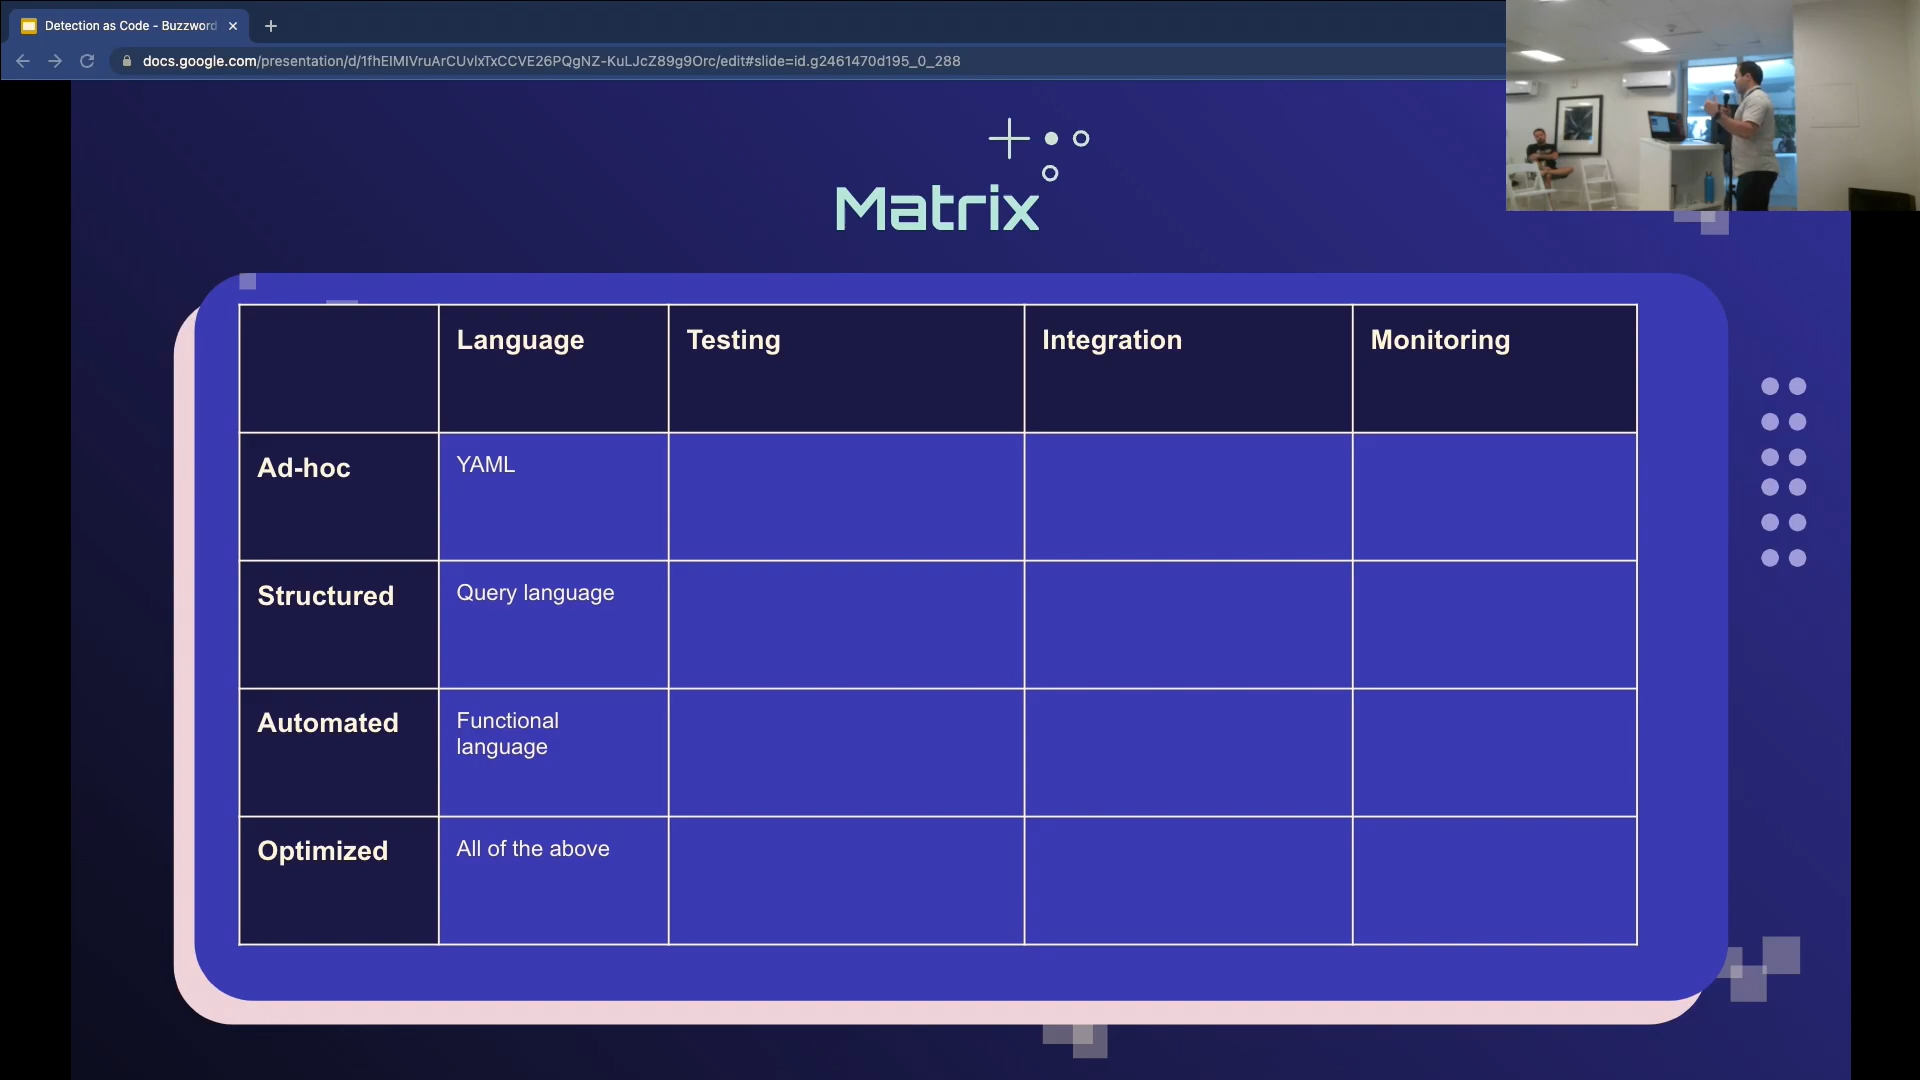 Detection as Code - Buzzword
docs.google.com/presentation/d/1fhEIMIVruArCUvlxTxCCVE26PQgNZ-KuLJcZ89g9Orc/edit#slide=id.g2461470d195_0_288
Matrix
Language Testing Integration Monitoring
Ad-hoc YAML
Structured Query language
Automated Functional
language
Optimized All of the above